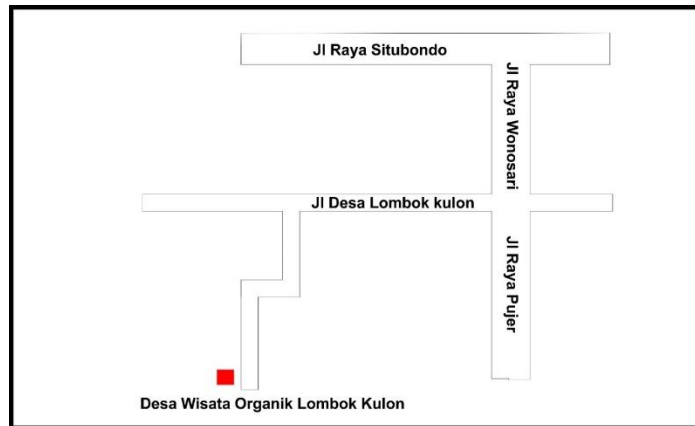 Jl Raya Situbondo
Jl Raya Wonosari
Jl Desa Lombok kulon
Jl Raya Pujer
Desa Wisata Organik Lombok Kulon